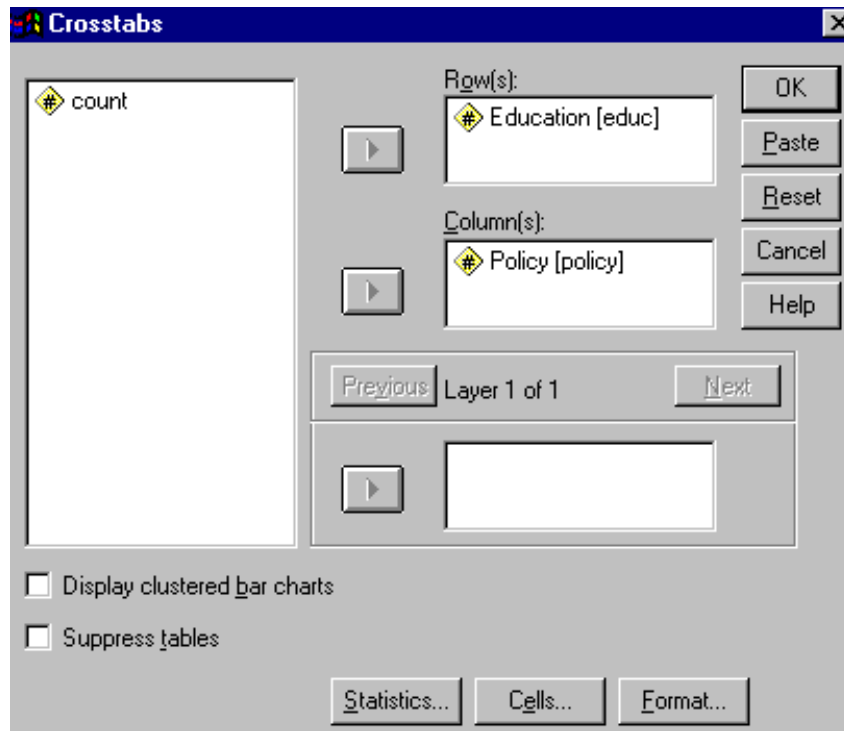 Crosstabs
# count
Row(s):
# Education [educ]
Column(s):
# Policy [policy]
OK
Paste
Reset
Cancel
Help
Previous Layer 1 of 1 Next
Display clustered bar charts
Suppress tables
Statistics... Cells... Format...